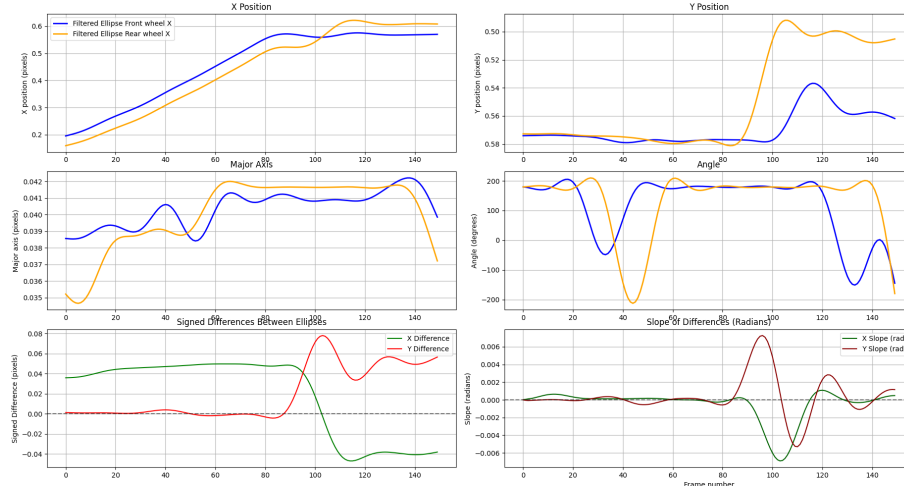 X Position
X position (pixels)
0.6
0.5
0.4
0.3
0.2
Filtered Ellipse Front wheel X
Filtered Ellipse Rear wheel X
0 20 40 60 80 100 120 140
Y Position
Y position (pixels)
0.50
0.52
0.54
0.56
0.58
0 20 40 60 80 100 120 140
Major Axis
Major axis (pixels)
0.042
0.041
0.040
0.039
0.038
0.037
0.036
0.035
0 20 40 60 80 100 120 140
Angle
Angle (degrees)
200
100
0
−100
−200
0 20 40 60 80 100 120 140
Signed Differences Between Ellipses
Signed Difference (pixels)
0.08
0.06
0.04
0.02
0.00
−0.02
−0.04
X Difference
Y Difference
0 20 40 60 80 100 120 140
Slope of Differences (Radians)
Slope (radians)
0.006
0.004
0.002
0.000
−0.002
−0.004
−0.006
X Slope (rad
Y Slope (rad
0 20 40 60 80 100 120 140
Frame number